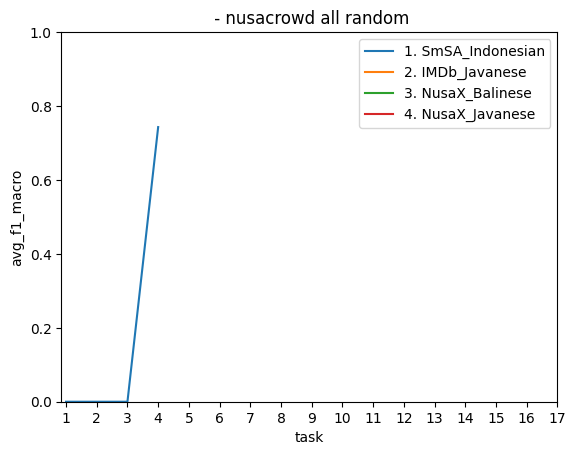 - nusacrowd all random
1. SmSA_Indonesian
2. IMDb_Javanese
3. NusaX_Balinese
4. NusaX_Javanese
avg_f1_macro
1.0
0.8
0.6
0.4
0.2
0.0
1 2 3 4 5 6 7 8 9 10 11 12 13 14 15 16 17
task